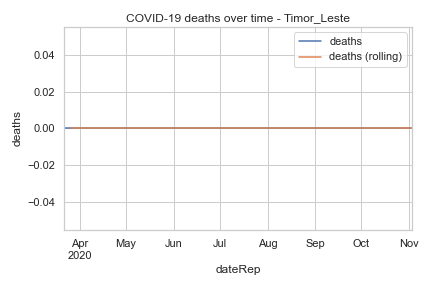 COVID-19 deaths over time - Timor_Leste
deaths
deaths (rolling)
0.04
0.02
0.00
−0.02
−0.04
deaths
Apr May Jun Jul Aug Sep Oct Nov
2020
dateRep